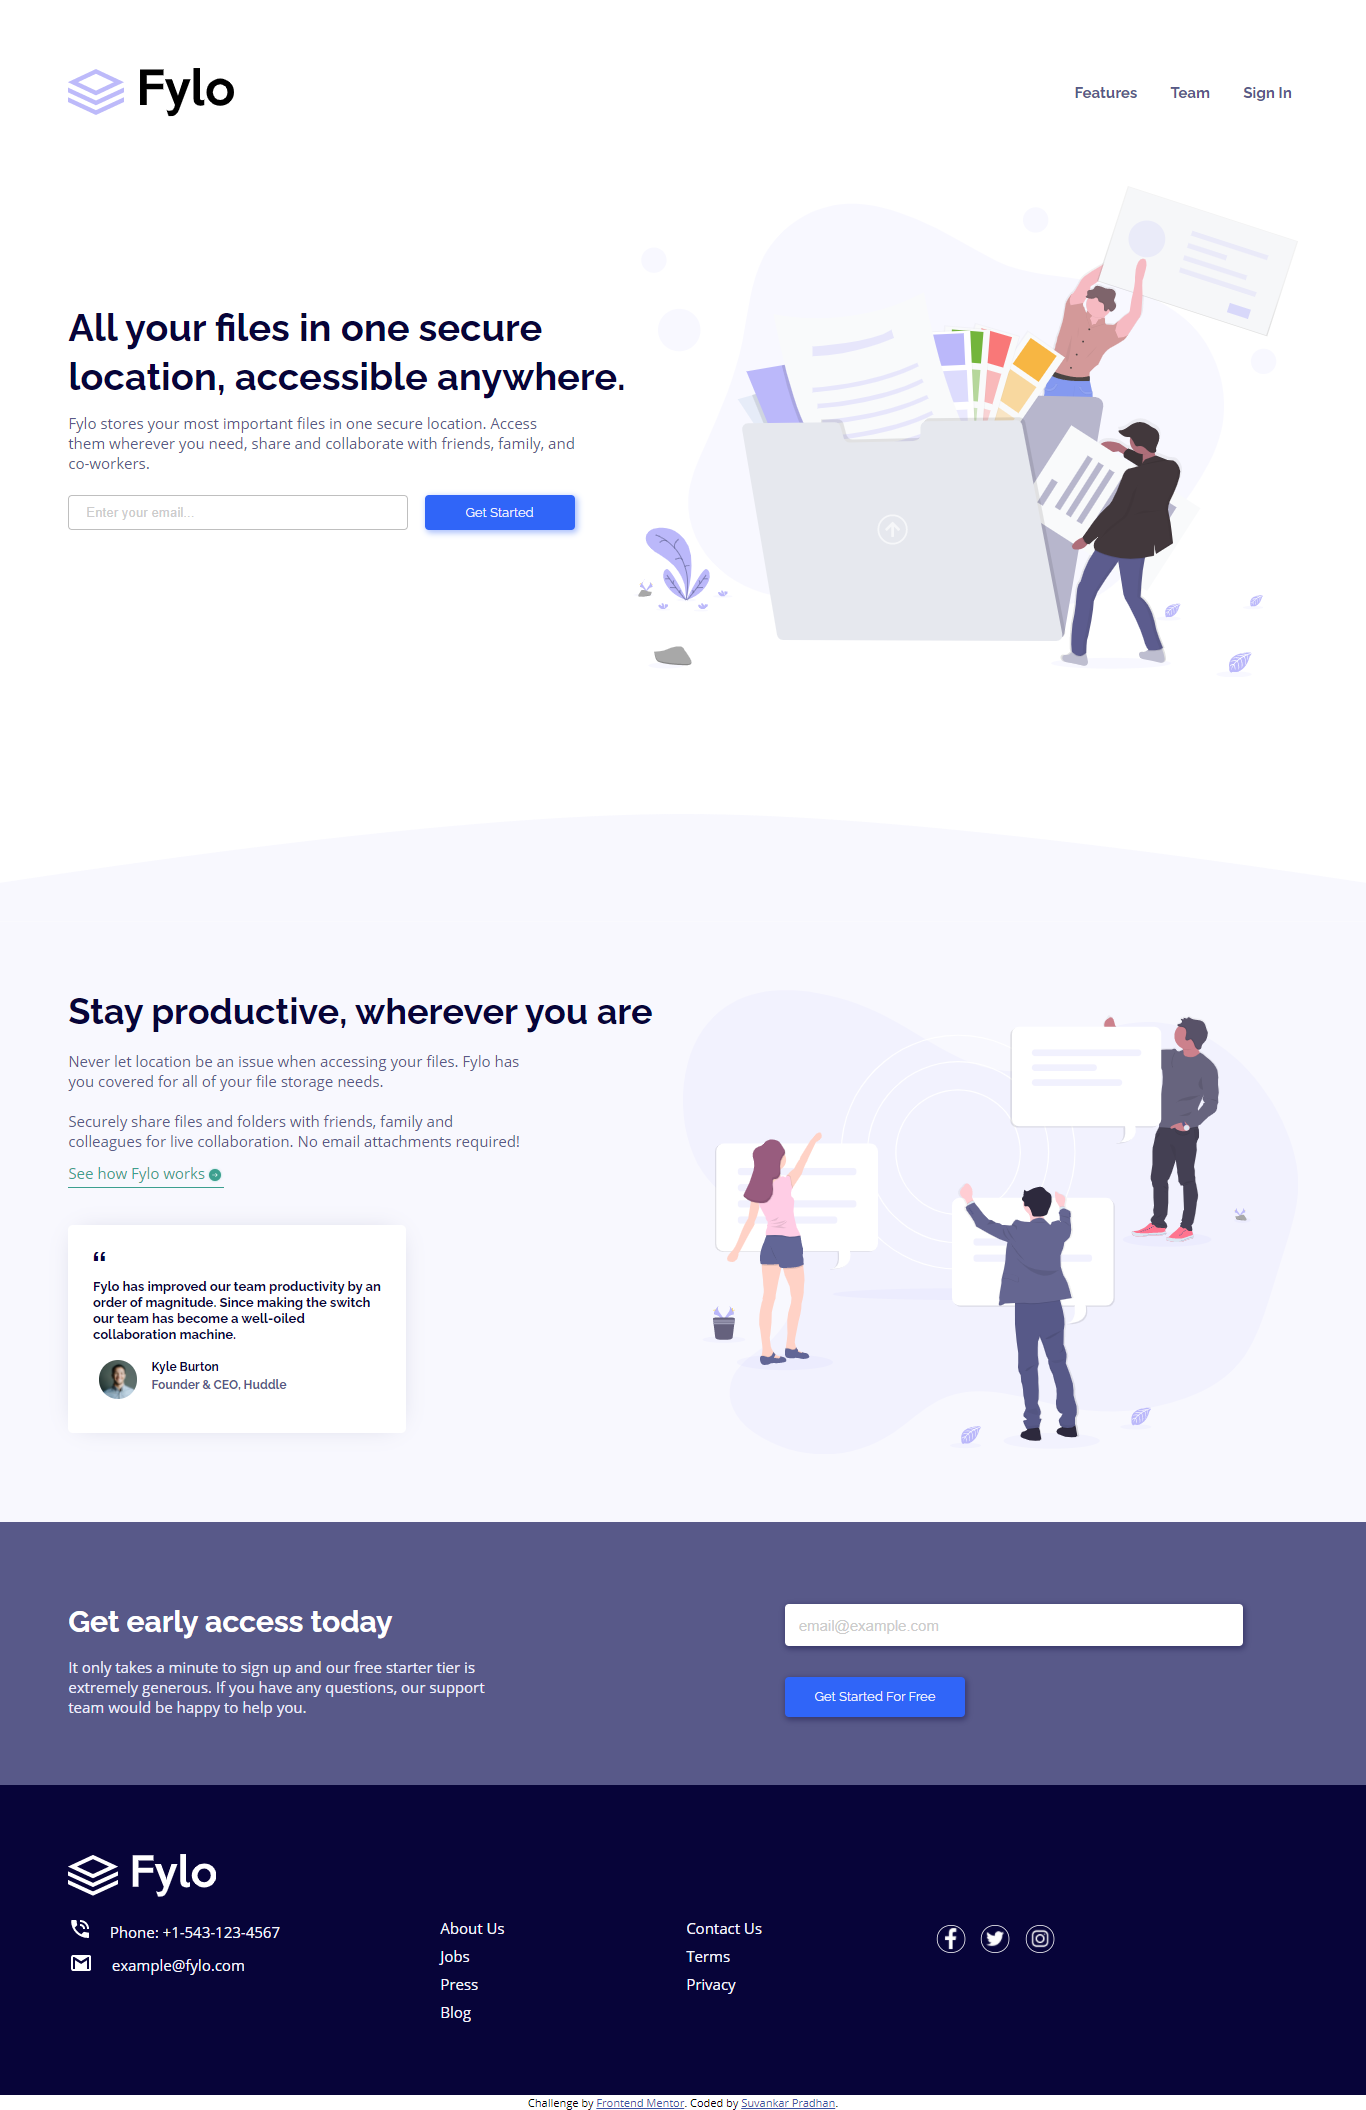 Fylo
Features Team Sign In
All your files in one secure
location, accessible anywhere.
Fylo stores your most important files in one secure location. Access
them wherever you need, share and collaborate with friends, family, and
co-workers.
Enter your email... Get Started
Stay productive, wherever you are
Never let location be an issue when accessing your files. Fylo has
you covered for all of your file storage needs.
Securely share files and folders with friends, family and
colleagues for live collaboration. No email attachments required!
See how Fylo works
“
Fylo has improved our team productivity by an
order of magnitude. Since making the switch
our team has become a well-oiled
collaboration machine.
Kyle Burton
Founder & CEO, Huddle
Get early access today
It only takes a minute to sign up and our free starter tier is
extremely generous. If you have any questions, our support
team would be happy to help you.
email@example.com
Get Started For Free
Fylo
Phone: +1-543-123-4567
example@fylo.com
About Us
Jobs
Press
Blog
Contact Us
Terms
Privacy
Challenge by Frontend Mentor. Coded by Suvankar Pradhan.